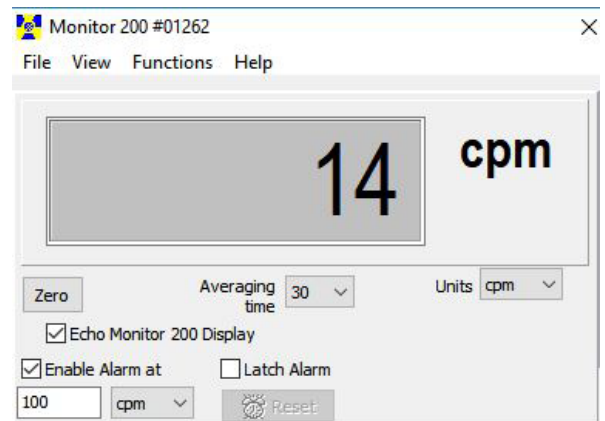 Monitor 200 #01262
File View Functions Help
14 cpm
Zero Averaging time 30 Units cpm
Echo Monitor 200 Display
Enable Alarm at Latch Alarm
100 cpm Reset